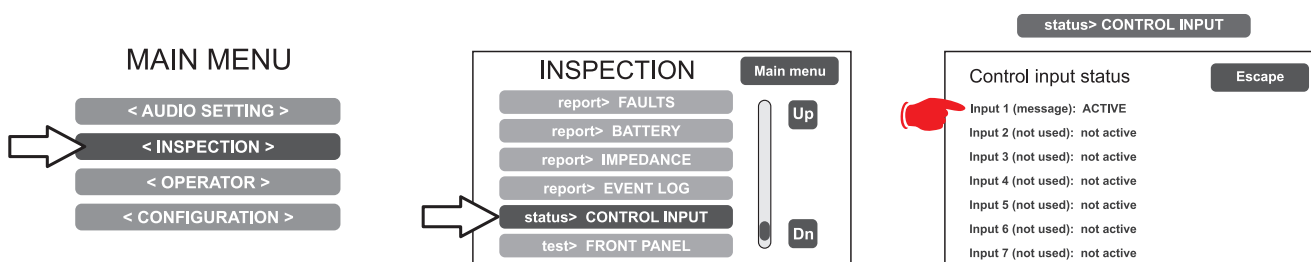 MAIN MENU
< AUDIO SETTING >
< INSPECTION >
< OPERATOR >
< CONFIGURATION >
INSPECTION
Main menu
report> FAULTS
report> BATTERY
report> IMPEDANCE
report> EVENT LOG
status> CONTROL INPUT
test> FRONT PANEL
Up
Dn
status> CONTROL INPUT
Control input status
Escape
Input 1 (message): ACTIVE
Input 2 (not used): not active
Input 3 (not used): not active
Input 4 (not used): not active
Input 5 (not used): not active
Input 6 (not used): not active
Input 7 (not used): not active